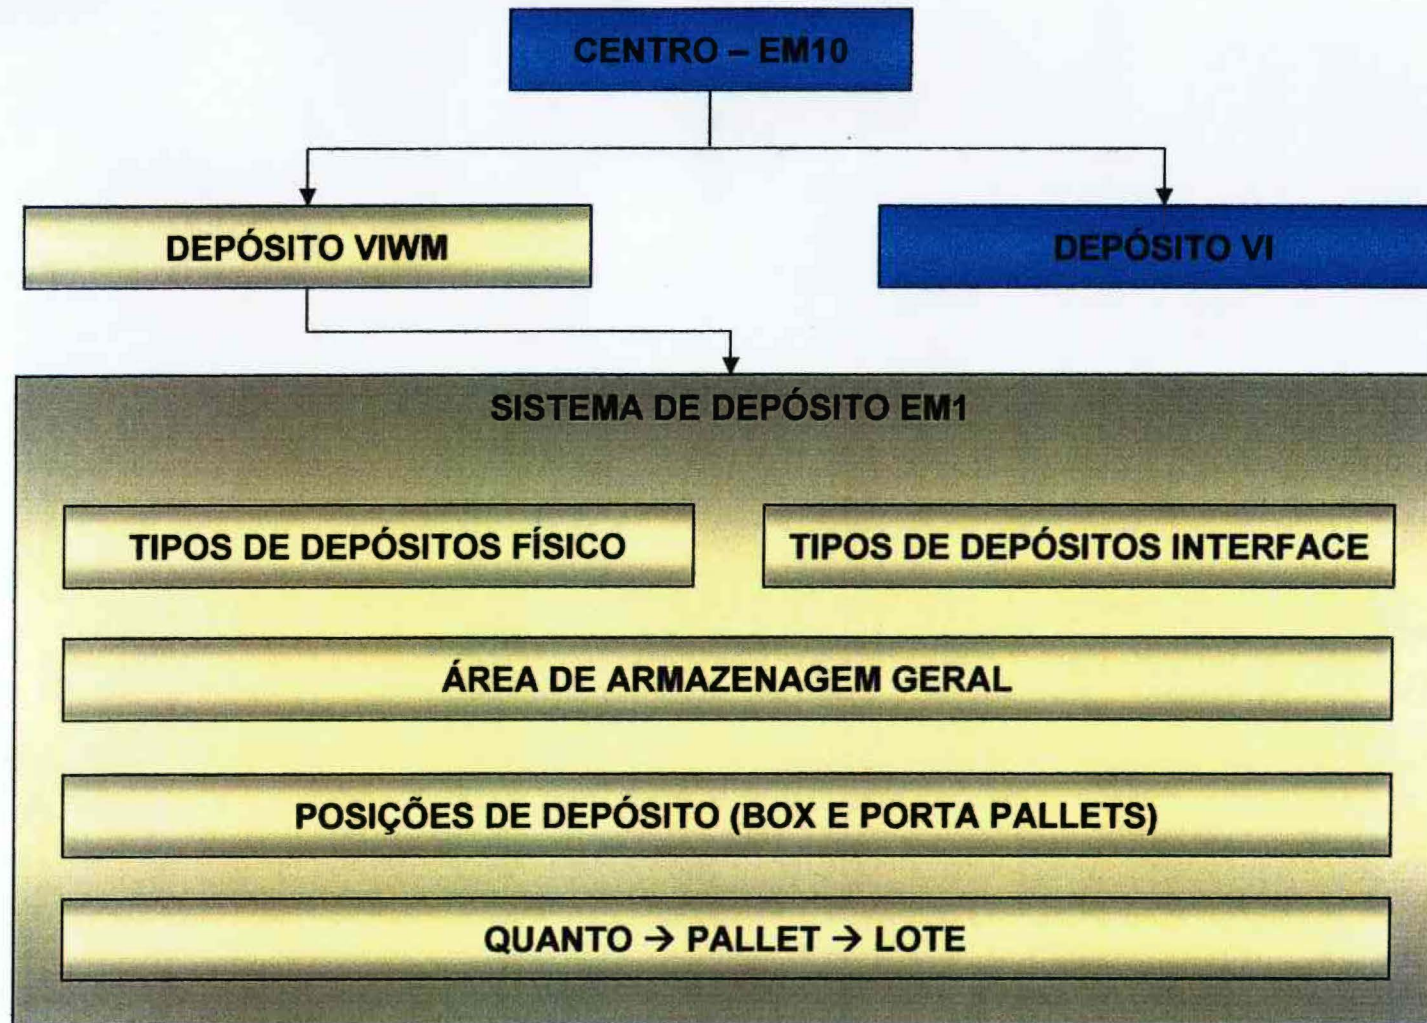 CENTRO – EM10
DEPÓSITO VIWM
DEPÓSITO VI
SISTEMA DE DEPÓSITO EM1
TIPOS DE DEPÓSITOS FÍSICO
TIPOS DE DEPÓSITOS INTERFACE
ÁREA DE ARMAZENAGEM GERAL
POSIÇÕES DE DEPÓSITO (BOX E PORTA PALLETS)
QUANTO → PALLET → LOTE